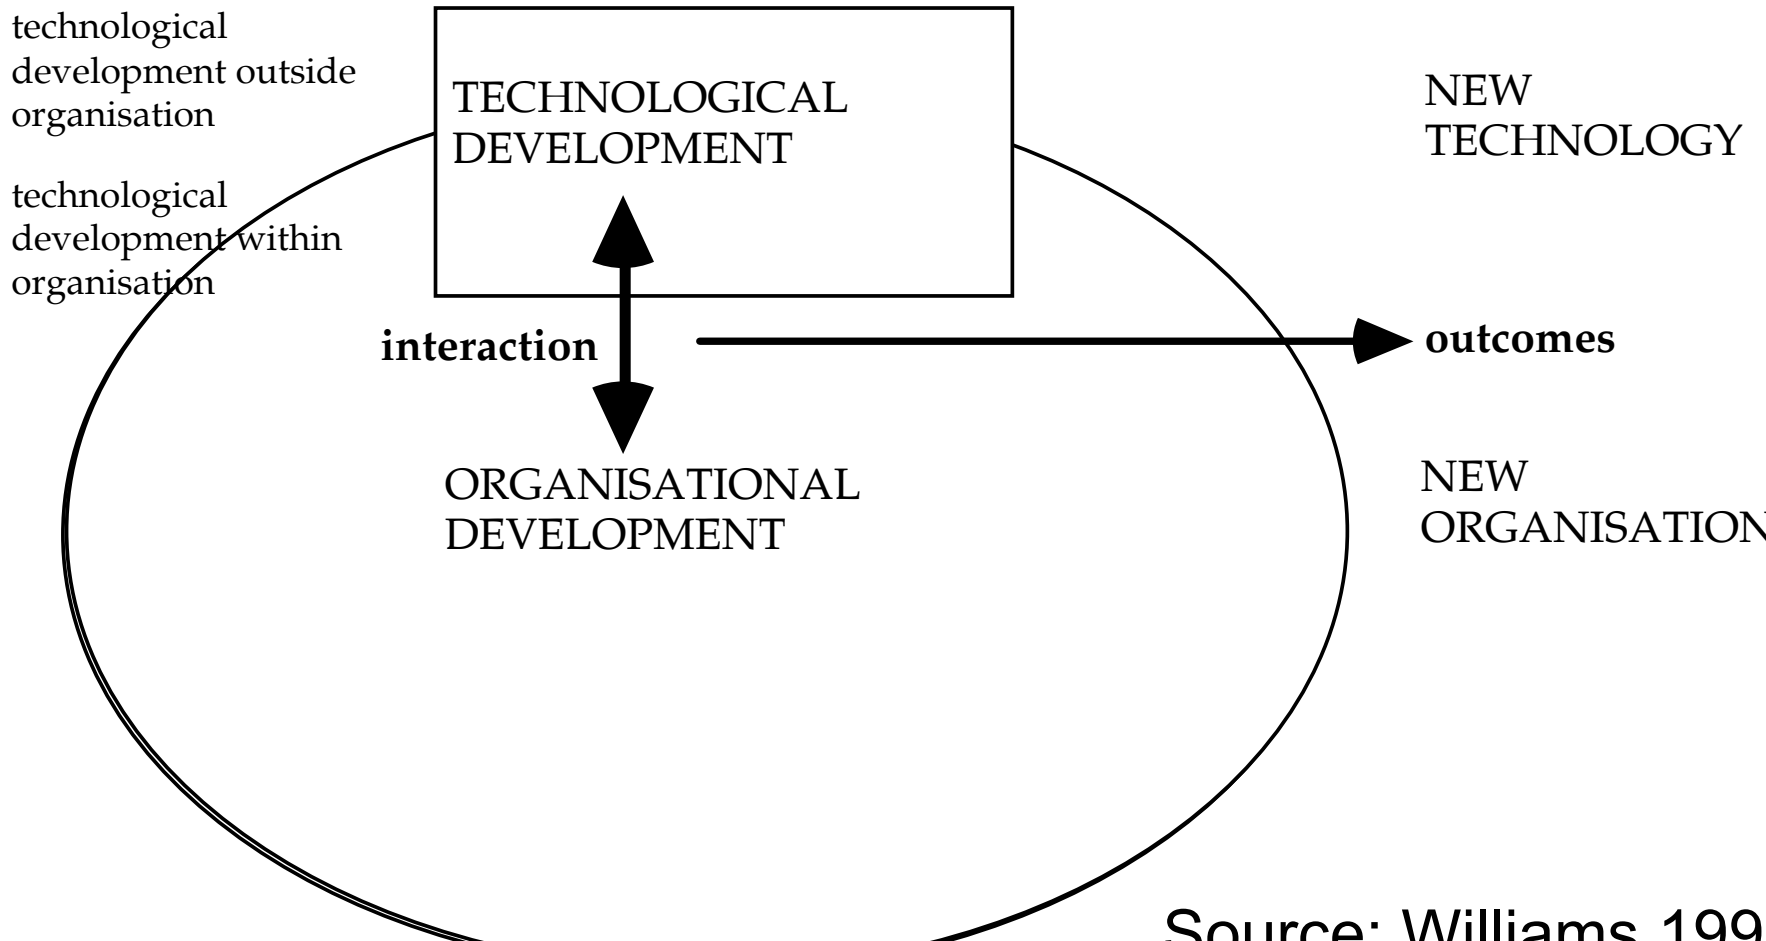 technological
development outside
organisation
technological
development within
organisation
TECHNOLOGICAL
DEVELOPMENT
interaction
ORGANISATIONAL
DEVELOPMENT
NEW
TECHNOLOGY
outcomes
NEW
ORGANISATION
Source: Williams